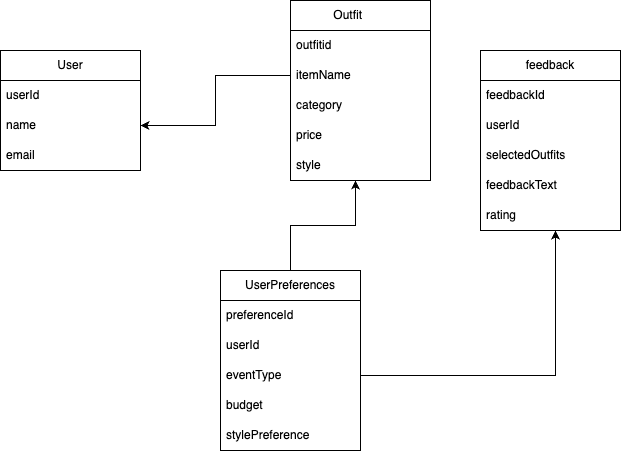 User
userId
name
email
Outfit
outfitid
itemName
category
price
style
feedback
feedbackId
userId
selectedOutfits
feedbackText
rating
UserPreferences
preferenceId
userId
eventType
budget
stylePreference